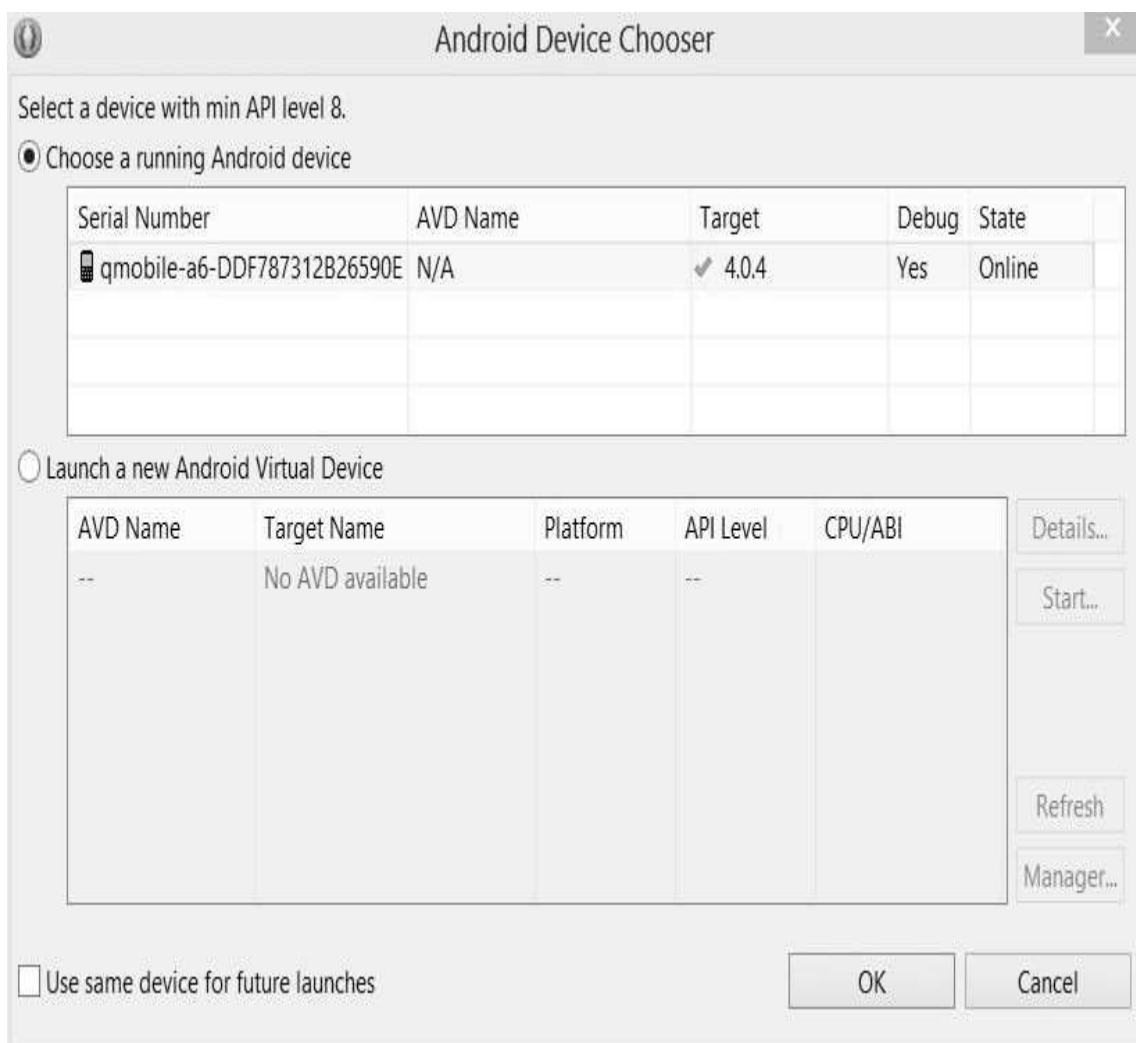 Android Device Chooser
X
Select a device with min API level 8.
Choose a running Android device
Serial Number AVD Name Target Debug State
qmobile-a6-DDF787312B26590E N/A 4.0.4 Yes Online
Launch a new Android Virtual Device
AVD Name Target Name Platform API Level CPU/ABI
-- No AVD available -- --
Details...
Start...
Refresh
Manager...
Use same device for future launches
OK Cancel